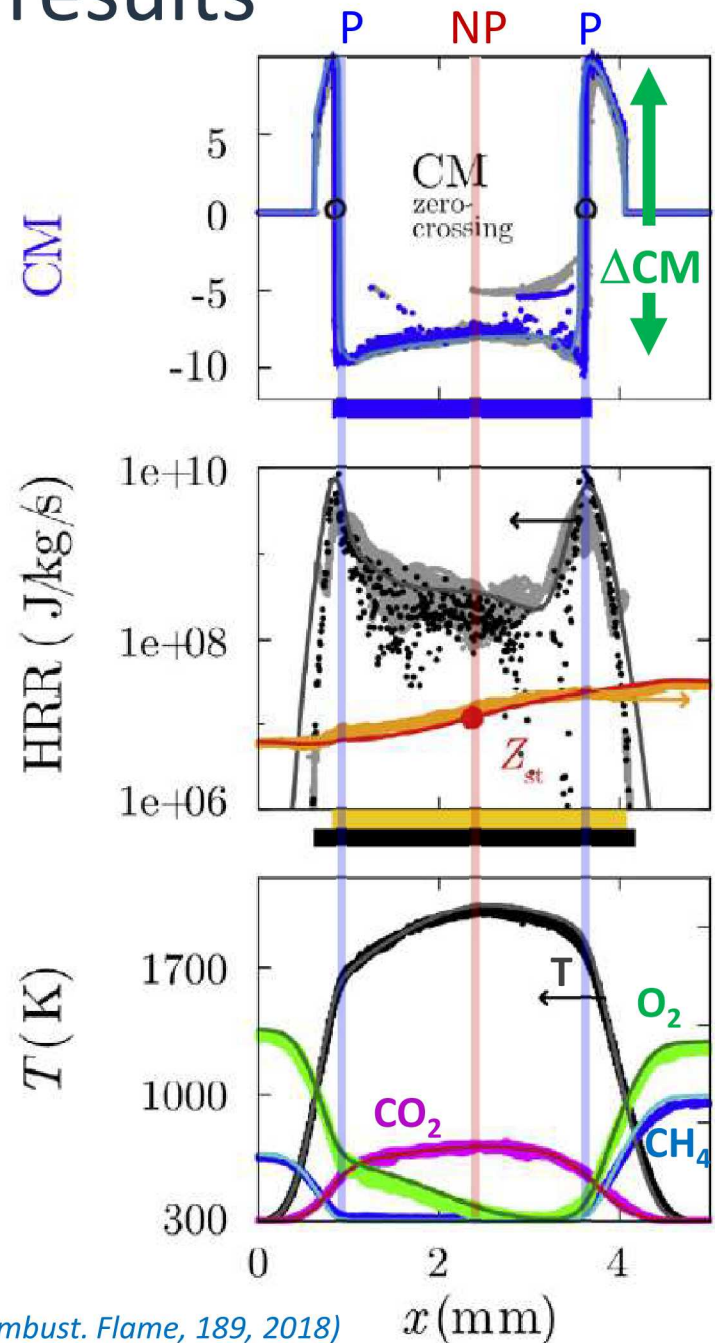 results
P NP P
CM
5
0
-5
-10
CM
zero-
crossing
ΔCM
HRR ( J/kg/s)
1e+10
1e+08
1e+06
Z_st
T(K)
1700
1000
300
T
O₂
CO₂
CH₄
0 2 4
x(mm)
mbust. Flame, 189, 2018)